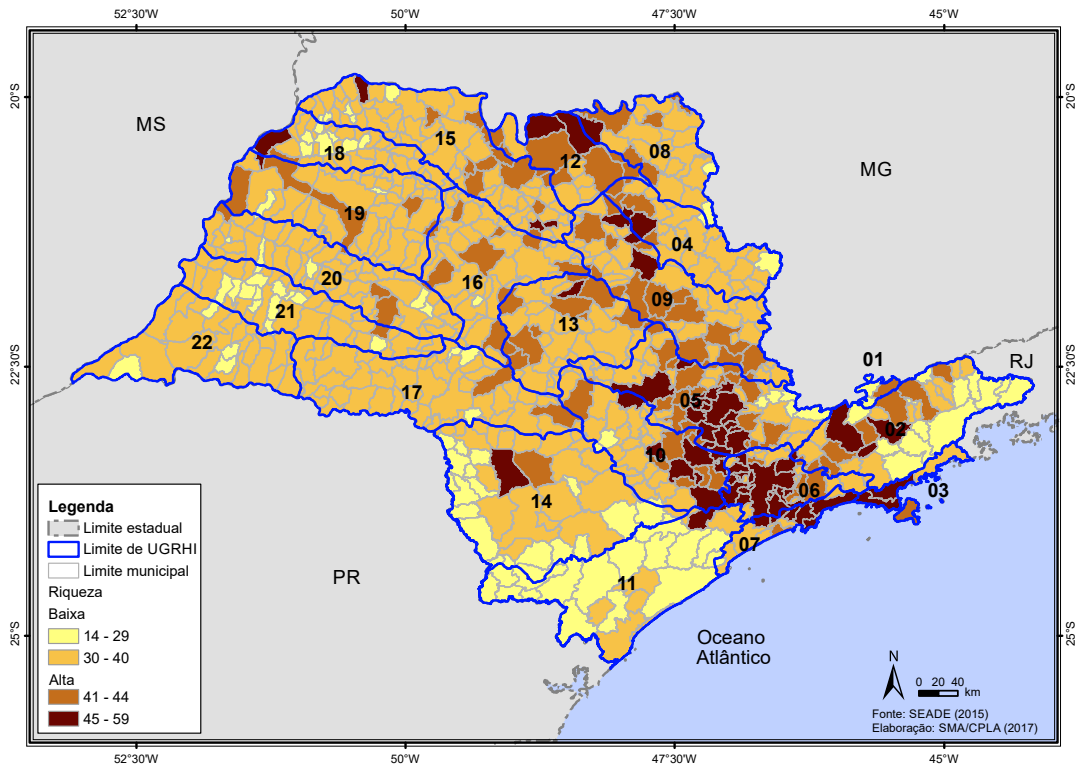 52°30'W 50°W 47°30'W 45°W
20°S 20°S
MS
MG
15
18
12
08
19
04
20
16
21
09
13
22
22°30'S 22°30'S
01
RJ
17
05
02
10
06
03
14
07
11
PR
Legenda
Limite estadual
Limite de UGRHI
Limite municipal
Riqueza
Baixa
14 - 29
30 - 40
Alta
41 - 44
45 - 59
25°S 25°S
Oceano
Atlântico
N
0 20 40
km
Fonte: SEADE (2015)
Elaboração: SMA/CPLA (2017)
52°30'W 50°W 47°30'W 45°W